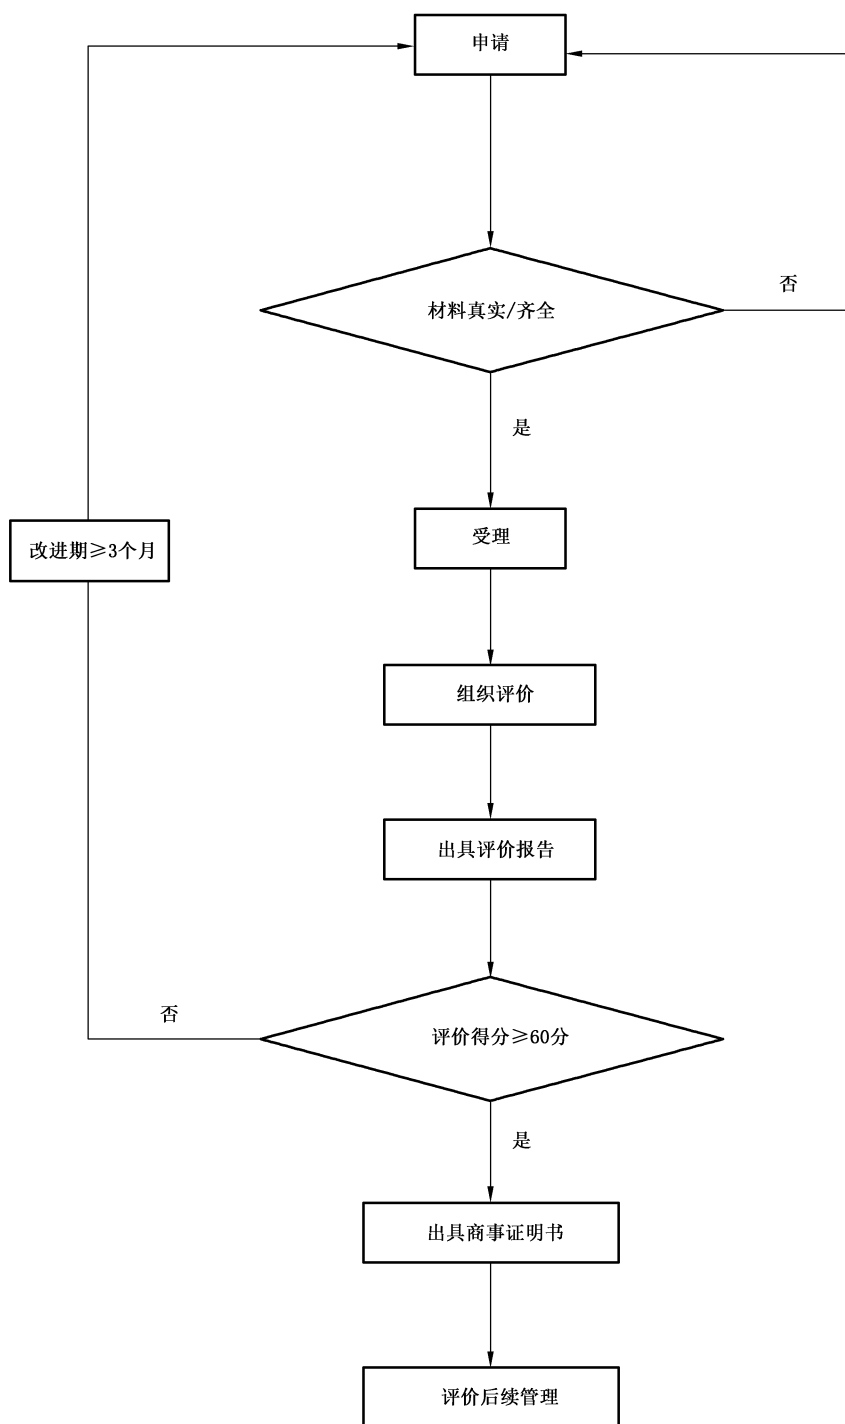 申请
否
材料真实/齐全
是
受理
改进期≥3个月
组织评价
出具评价报告
否
评价得分≥60分
是
出具商事证明书
评价后续管理